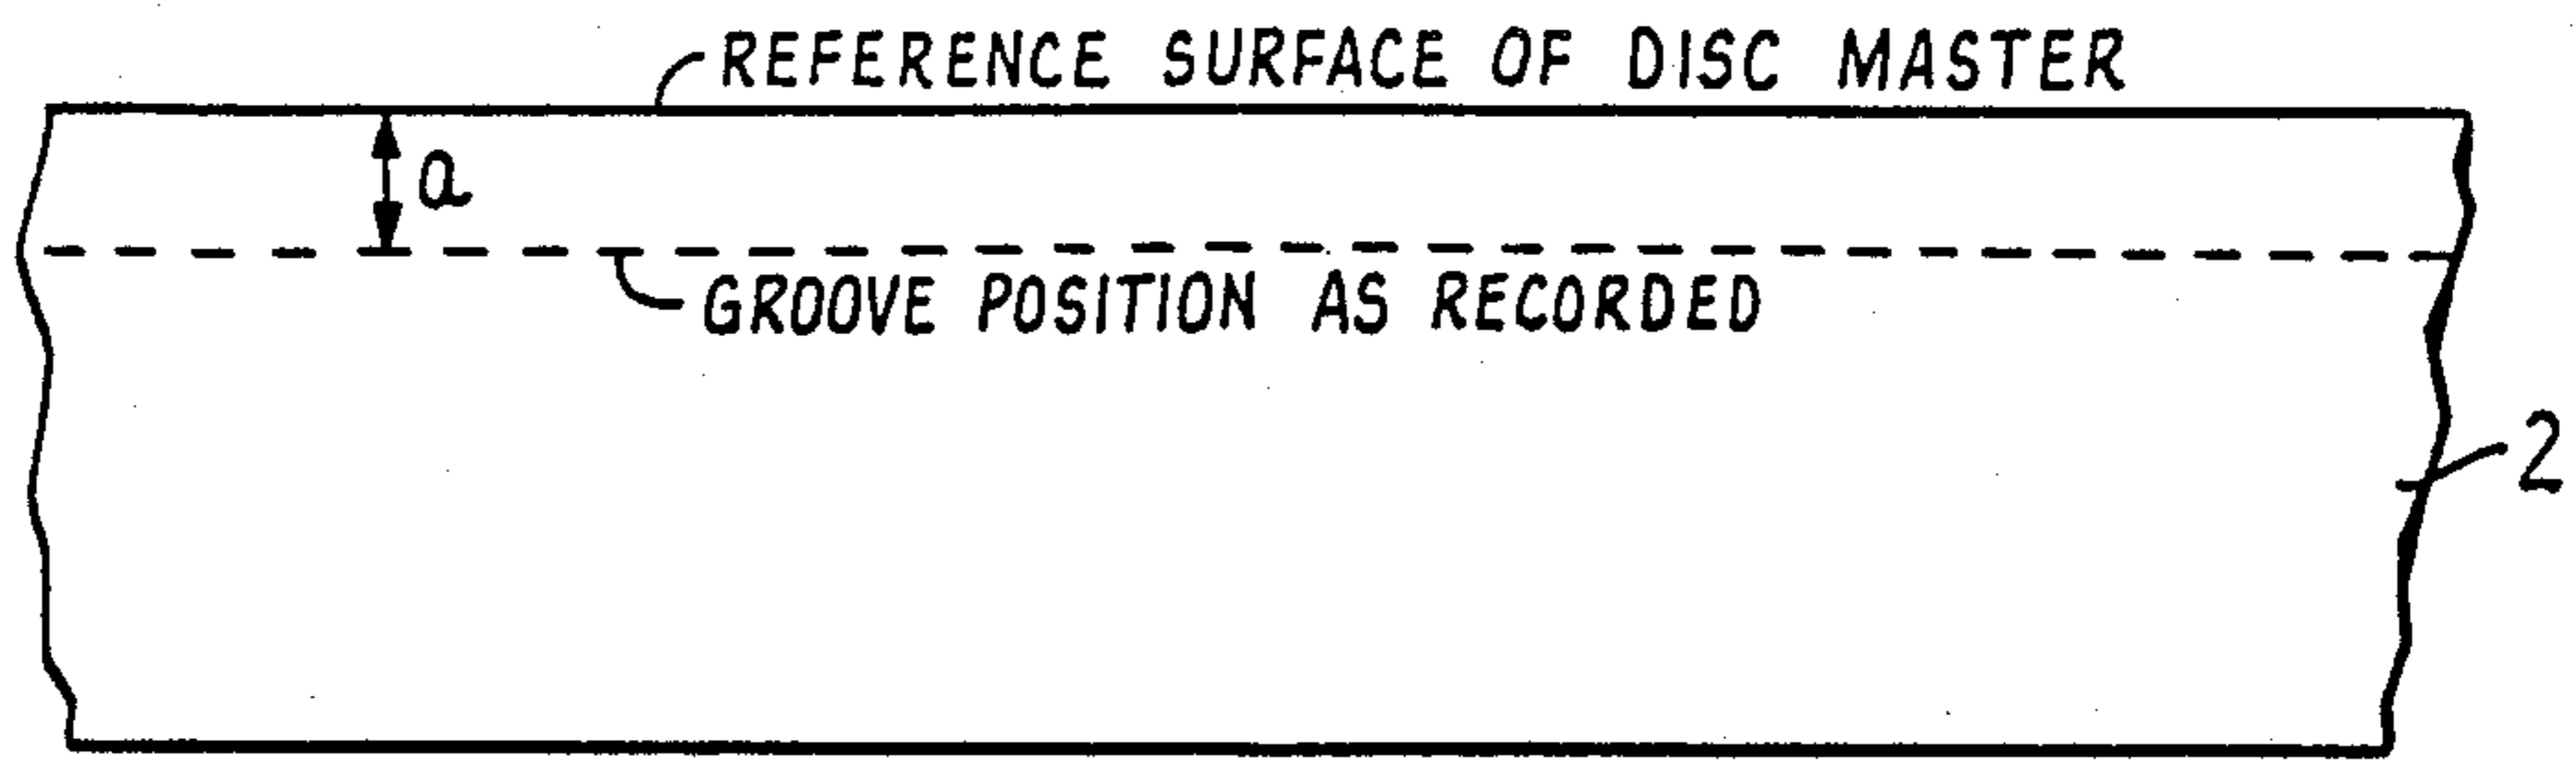 REFERENCE SURFACE OF DISC MASTER
a
GROOVE POSITION AS RECORDED
2